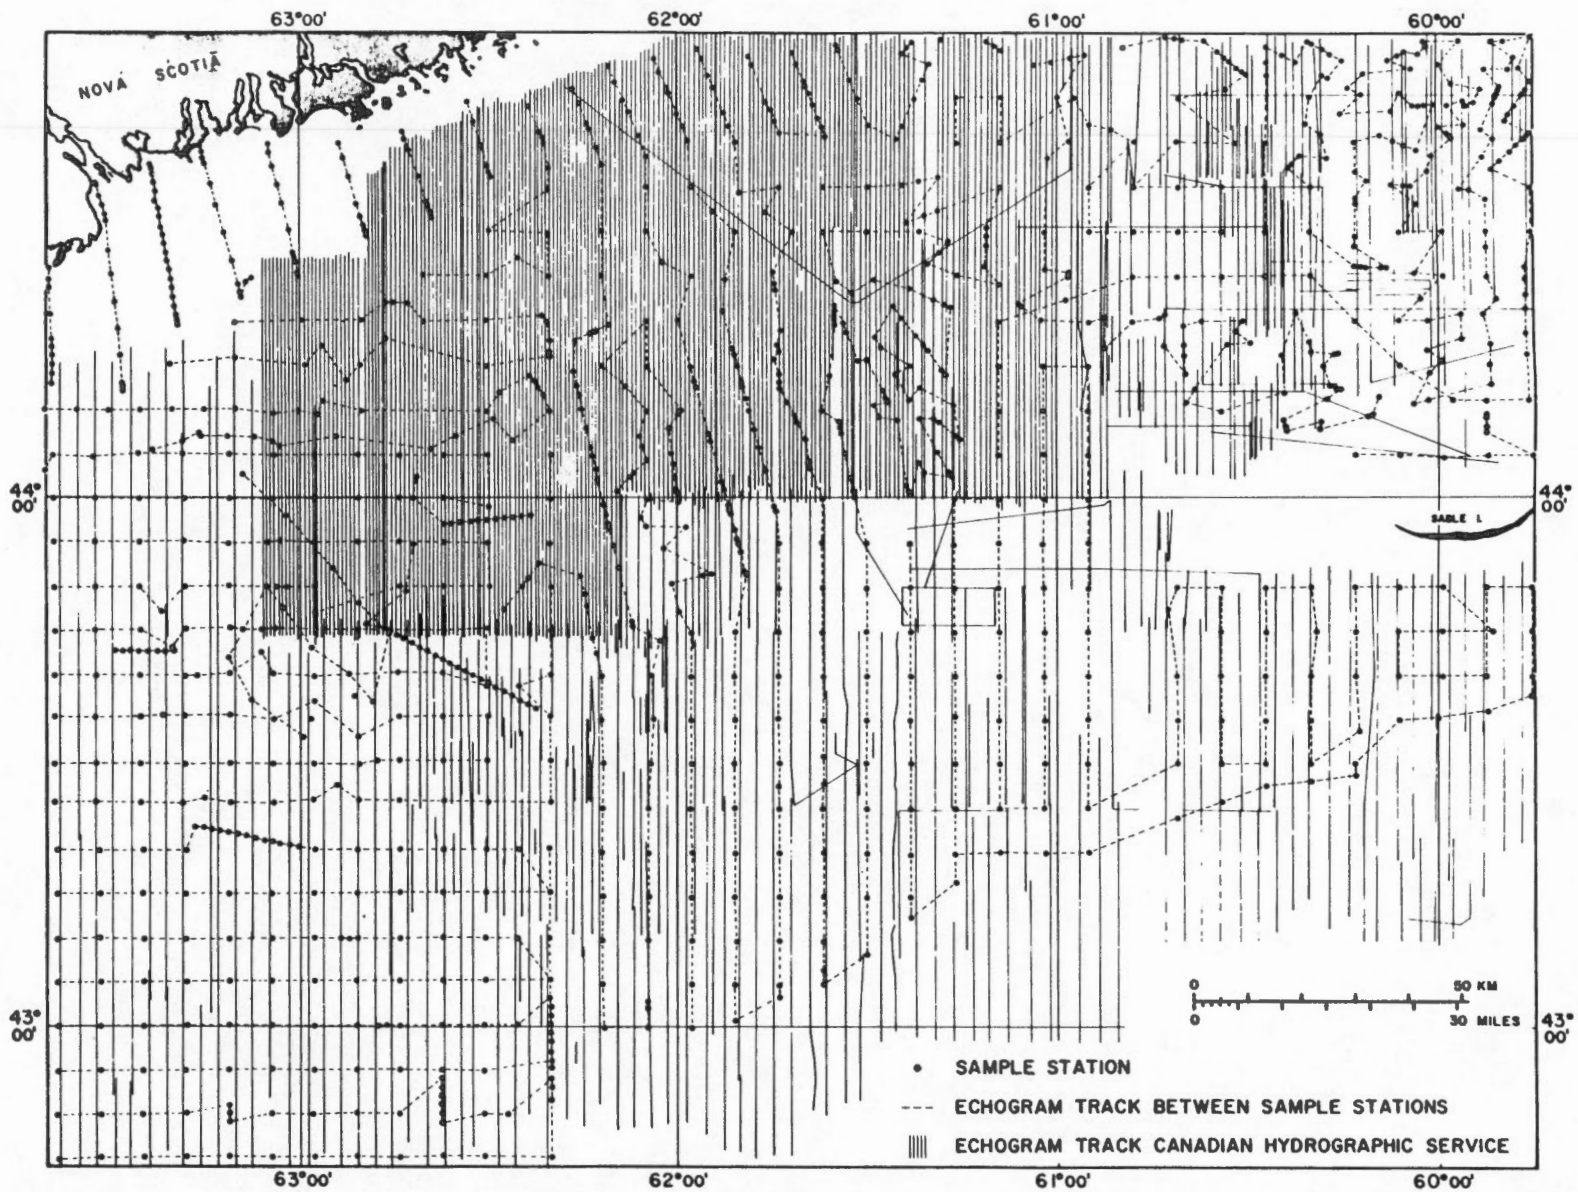 63°00' 62°00' 61°00' 60°00'
NOVA SCOTIA
44° 00'
44° 00'
SABLE I.
43° 00'
43° 00'
0 50 KM
0 30 MILES
SAMPLE STATION
ECHOGRAM TRACK BETWEEN SAMPLE STATIONS
ECHOGRAM TRACK CANADIAN HYDROGRAPHIC SERVICE
63°00' 62°00' 61°00' 60°00'